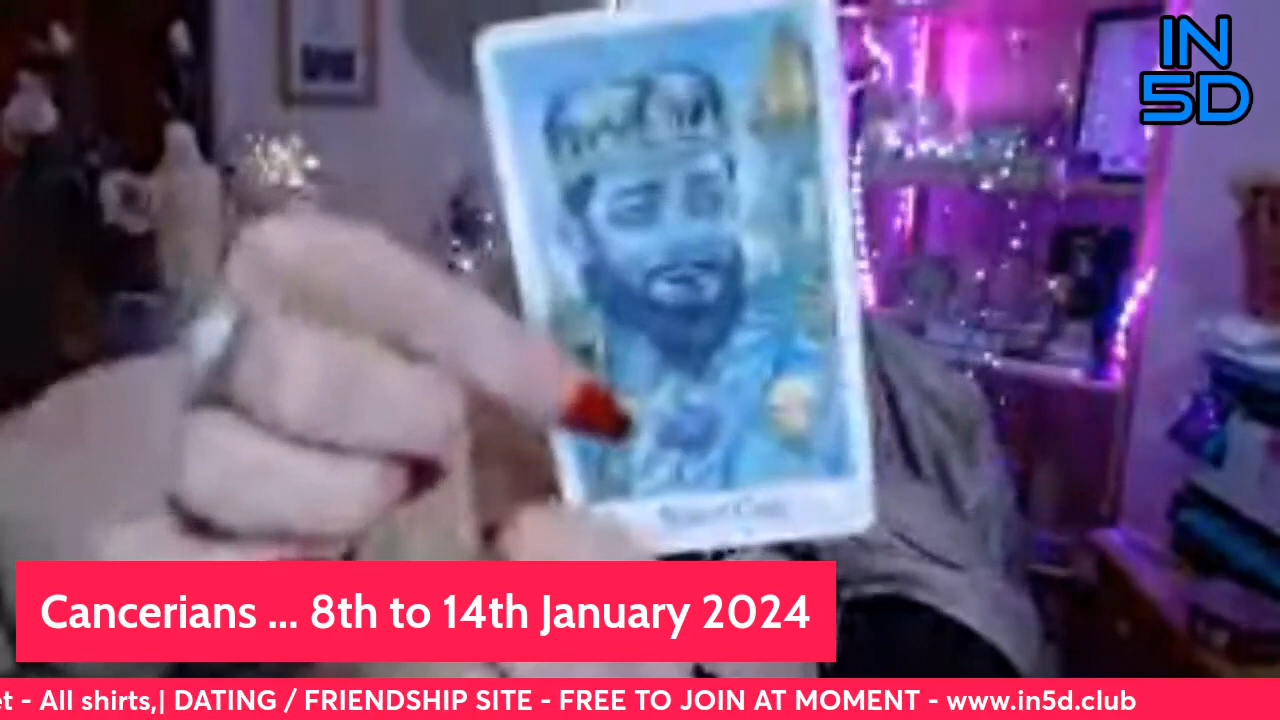 IN
5D
Cancerians ... 8th to 14th January 2024
et - All shirts,| DATING / FRIENDSHIP SITE - FREE TO JOIN AT MOMENT - www.in5d.club